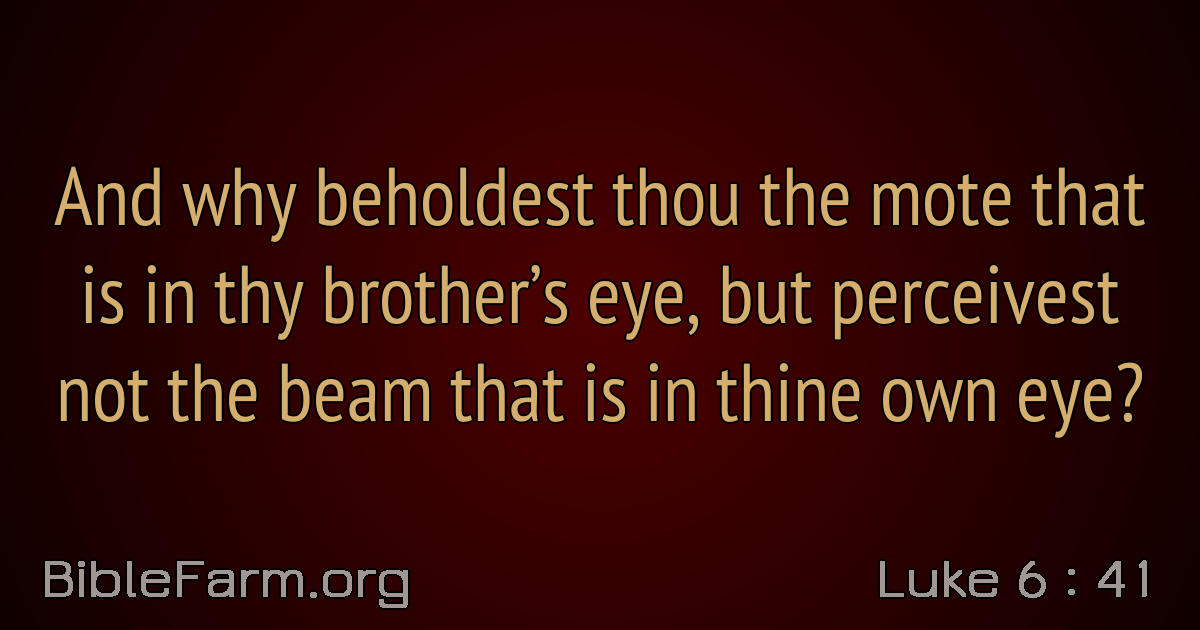 And why beholdest thou the mote that
is in thy brother’s eye, but perceivest
not the beam that is in thine own eye?
BibleFarm.org
Luke 6 : 41